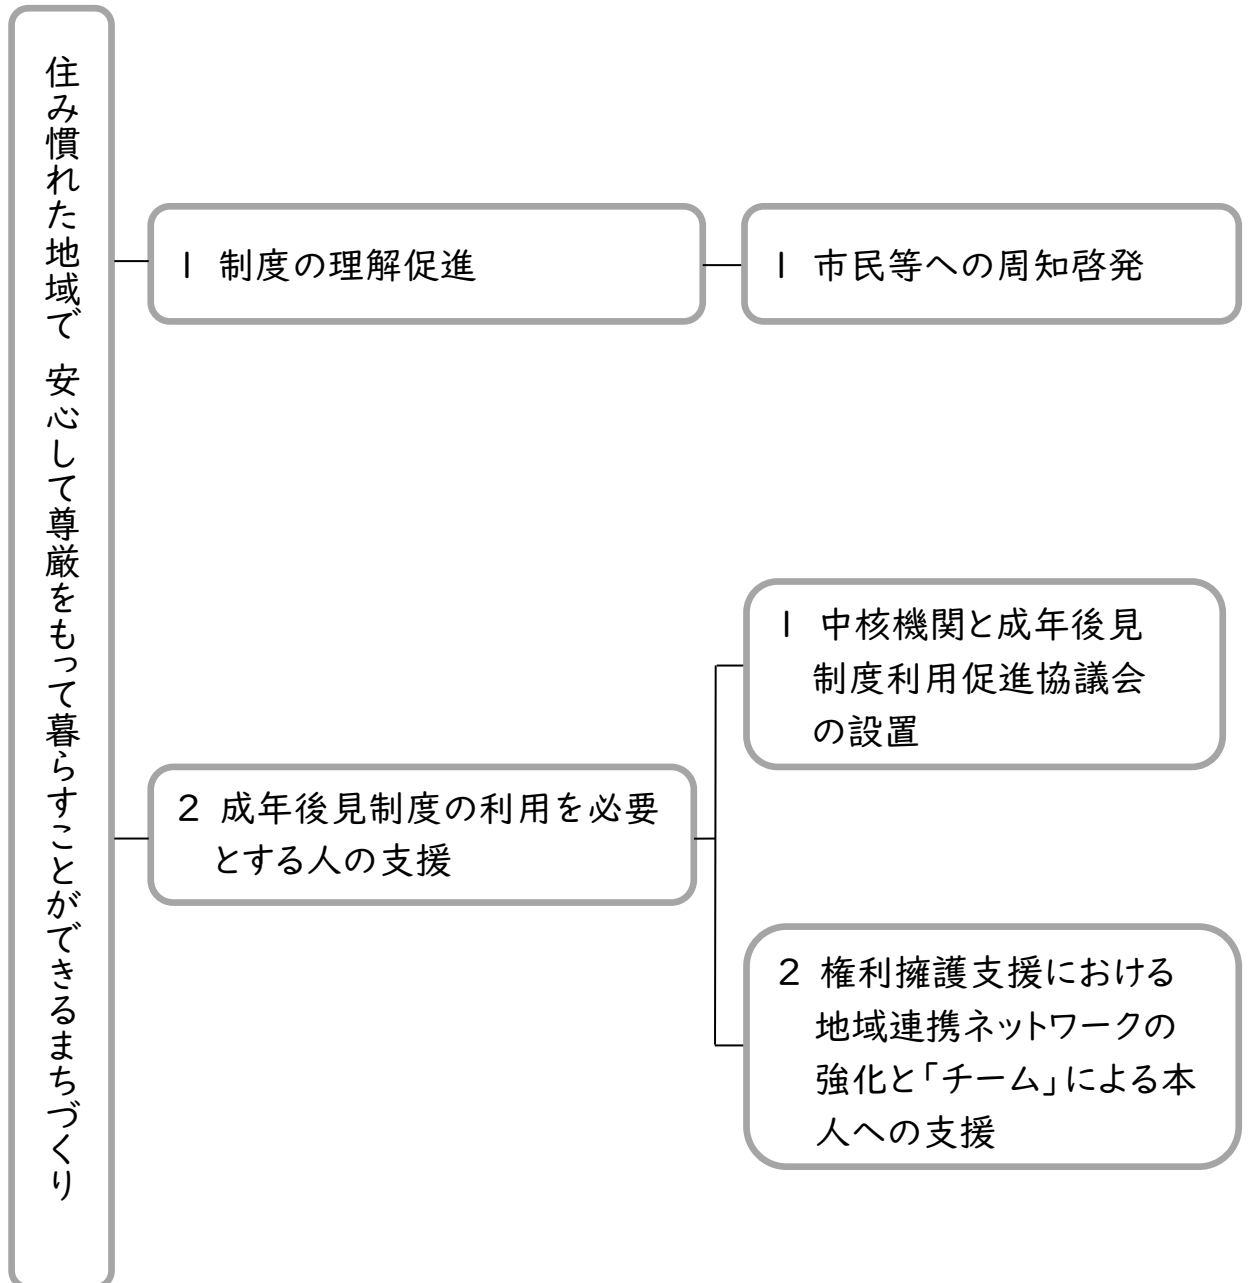 住み慣れた地域で 安心して尊厳をもって暮らすことができるまちづくり
1 制度の理解促進
1 市民等への周知啓発
2 成年後見制度の利用を必要
とする人の支援
1 中核機関と成年後見
制度利用促進協議会
の設置
2 権利擁護支援における
地域連携ネットワークの
強化と「チーム」による本
人への支援